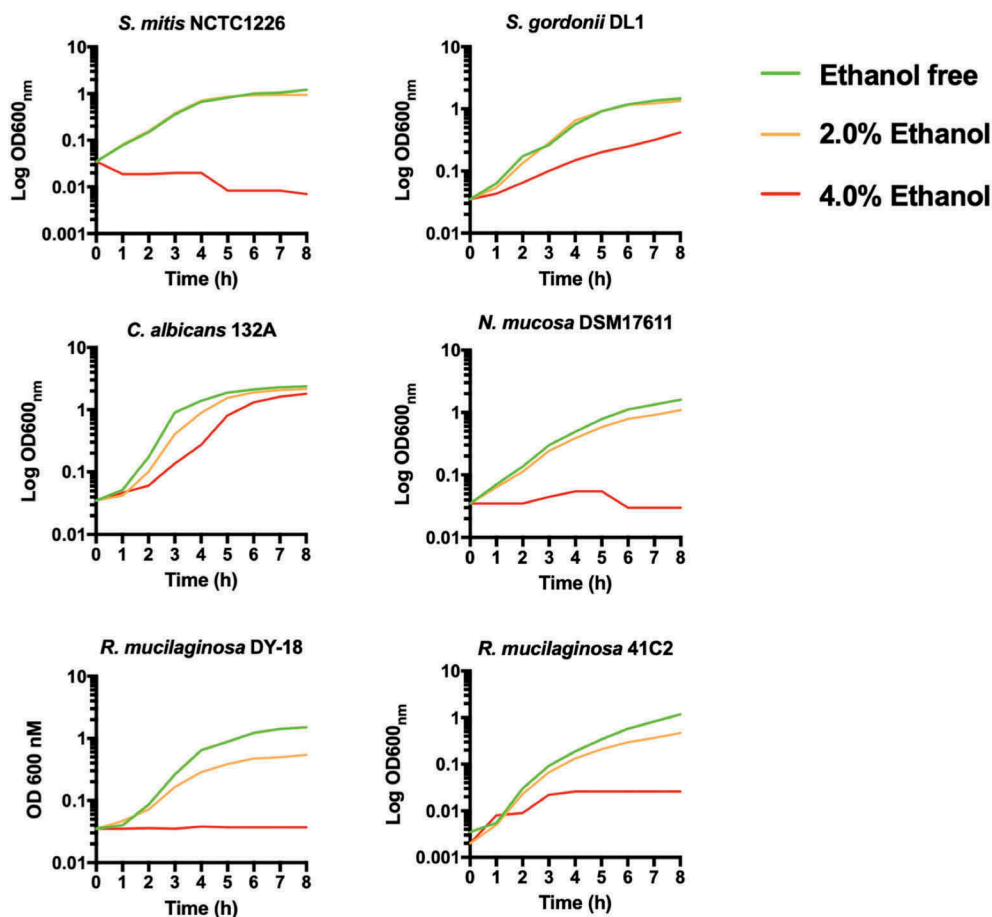 S. mitis NCTC1226
Log OD600nm
10
1
0.1
0.01
0.001
0 1 2 3 4 5 6 7 8
Time (h)
S. gordonii DL1
Log OD600nm
10
1
0.1
0.01
0 1 2 3 4 5 6 7 8
Time (h)
Ethanol free
2.0% Ethanol
4.0% Ethanol
C. albicans 132A
Log OD600nm
10
1
0.1
0.01
0 1 2 3 4 5 6 7 8
Time (h)
N. mucosa DSM17611
Log OD600nm
10
1
0.1
0.01
0 1 2 3 4 5 6 7 8
Time (h)
R. mucilaginosa DY-18
OD 600 nM
10
1
0.1
0.01
0 1 2 3 4 5 6 7 8
Time (h)
R. mucilaginosa 41C2
Log OD600nm
10
1
0.1
0.01
0.001
0 1 2 3 4 5 6 7 8
Time (h)